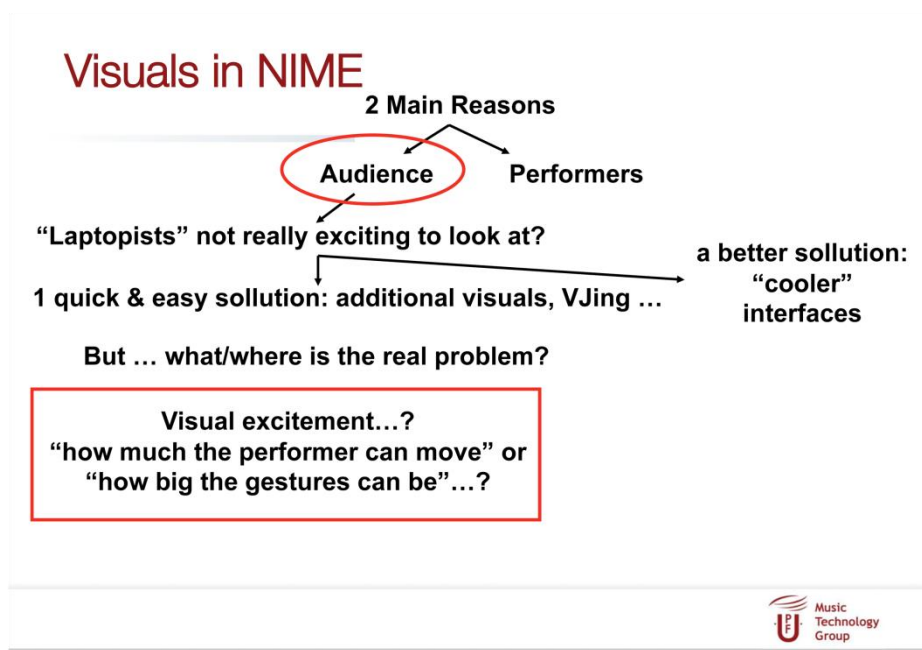 Visuals in NIME
2 Main Reasons
Audience
Performers
“Laptopists” not really exciting to look at?
a better sollution:
“cooler”
interfaces
1 quick & easy sollution: additional visuals, VJing …
But … what/where is the real problem?
Visual excitement…?
“how much the performer can move” or
“how big the gestures can be”…?
UPF
Music
Technology
Group